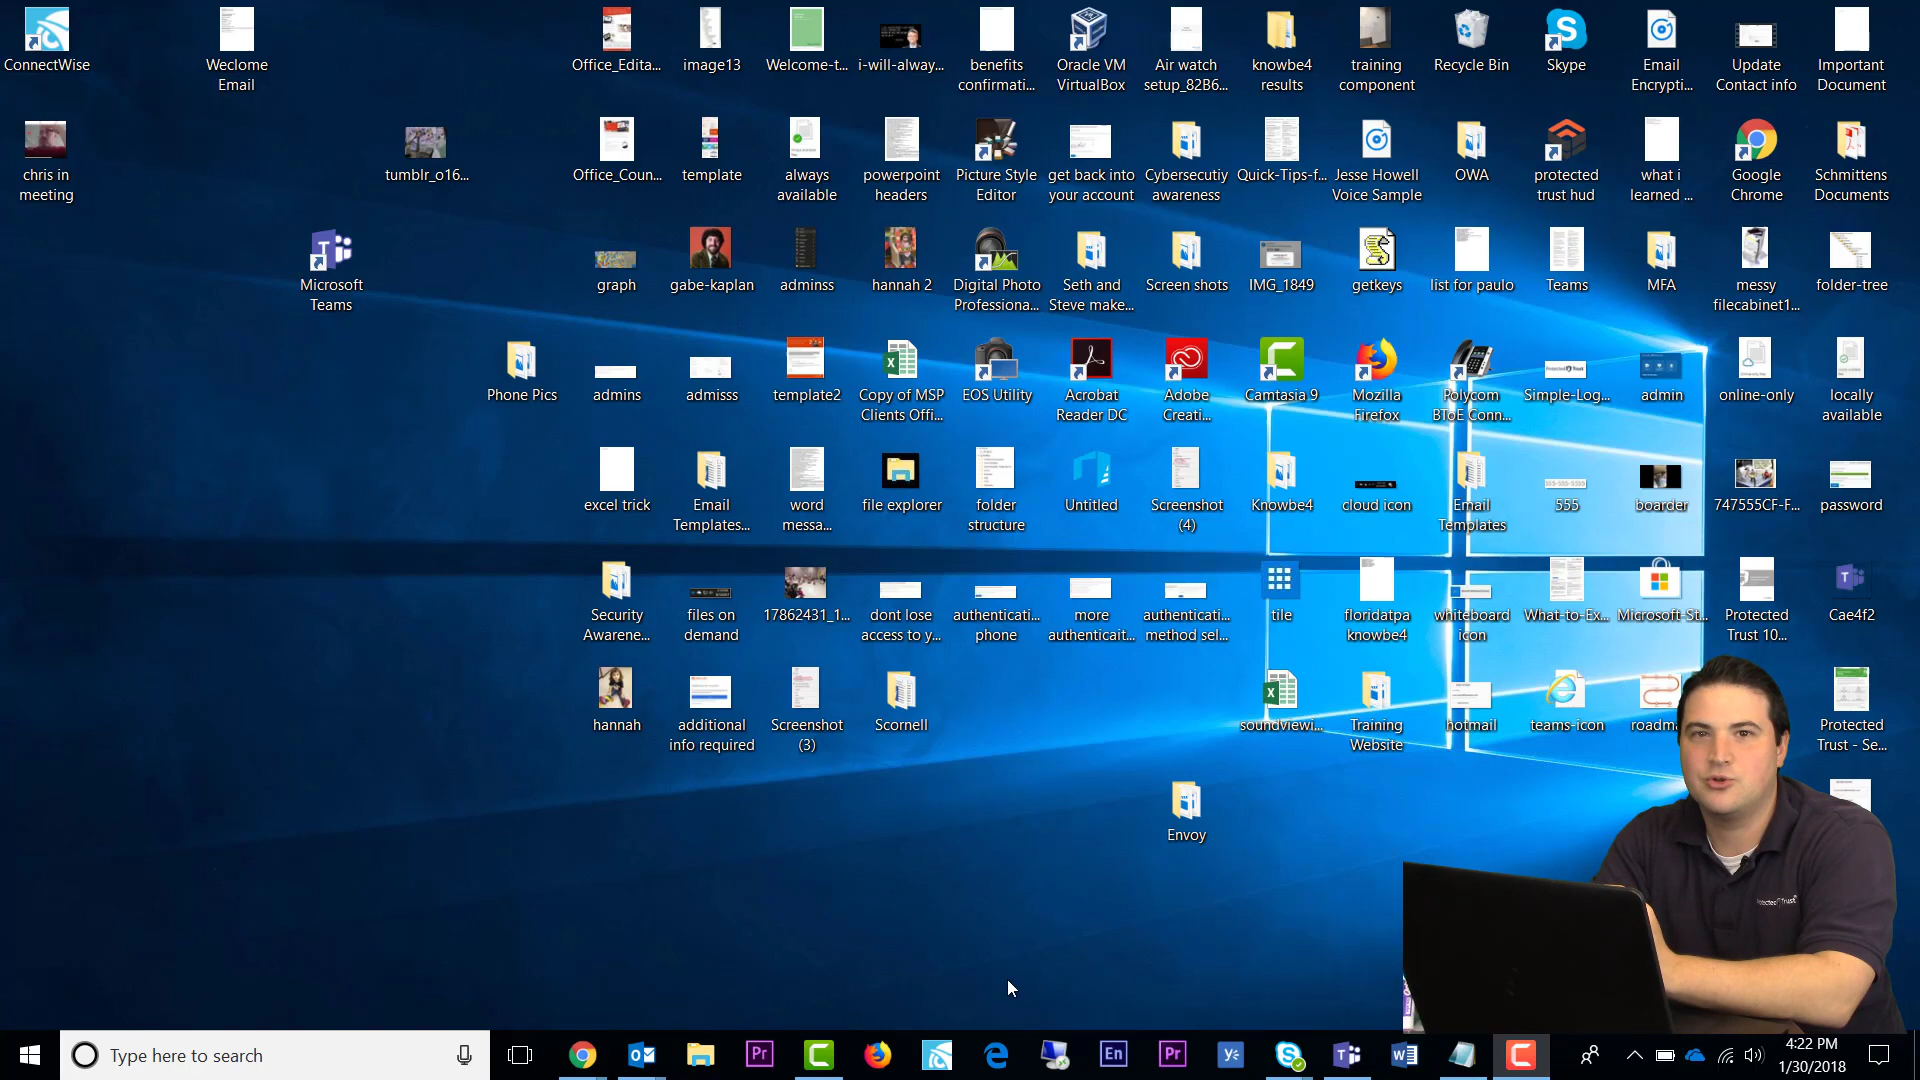 ConnectWise
Weclome
Email
Office_Edita...
image13
Welcome-t...
i-will-alway...
benefits
confirmati...
Oracle VM
VirtualBox
Air watch
setup_82B6...
knowbe4
results
training
component
Recycle Bin
Skype
Email
Encrypti...
Update
Contact info
Important
Document
chris in
meeting
tumblr_o16...
Office_Coun...
template
always
available
powerpoint
headers
Picture Style
Editor
get back into
your account
Cybersecutiy
awareness
Quick-Tips-f...
Jesse Howell
Voice Sample
OWA
protected
trust hud
what i
learned ...
Google
Chrome
Schmittens
Documents
Microsoft
Teams
graph
gabe-kaplan
adminss
hannah 2
Digital Photo
Professiona...
Seth and
Steve make...
Screen shots
IMG_1849
getkeys
list for paulo
Teams
MFA
messy
filecabinet1...
folder-tree
Phone Pics
admins
admisss
template2
Copy of MSP
Clients Offi...
EOS Utility
Acrobat
Reader DC
Adobe
Creati...
Camtasia 9
Mozilla
Firefox
Polycom
BToE Conn...
Simple-Log...
admin
online-only
locally
available
excel trick
Email
Templates...
word
messa...
file explorer
folder
structure
Untitled
Screenshot
(4)
Knowbe4
cloud icon
Email
Templates
555-555-5555
555
boarder
747555CF-F...
password
Security
Awarene...
files on
demand
17862431_1...
dont lose
access to y...
authenticati...
phone
more
authenticait...
authenticati...
method sel...
tile
floridatpa
knowbe4
whiteboard
icon
What-to-Ex...
Microsoft-St...
Protected
Trust 10...
Cae4f2
hannah
additional
info required
Screenshot
(3)
Scornell
soundviewi...
Training
Website
hotmail
teams-icon
roadma
Protected
Trust - Se...
Envoy
Type here to search
Pr
En
Pr
4:22 PM
1/30/2018